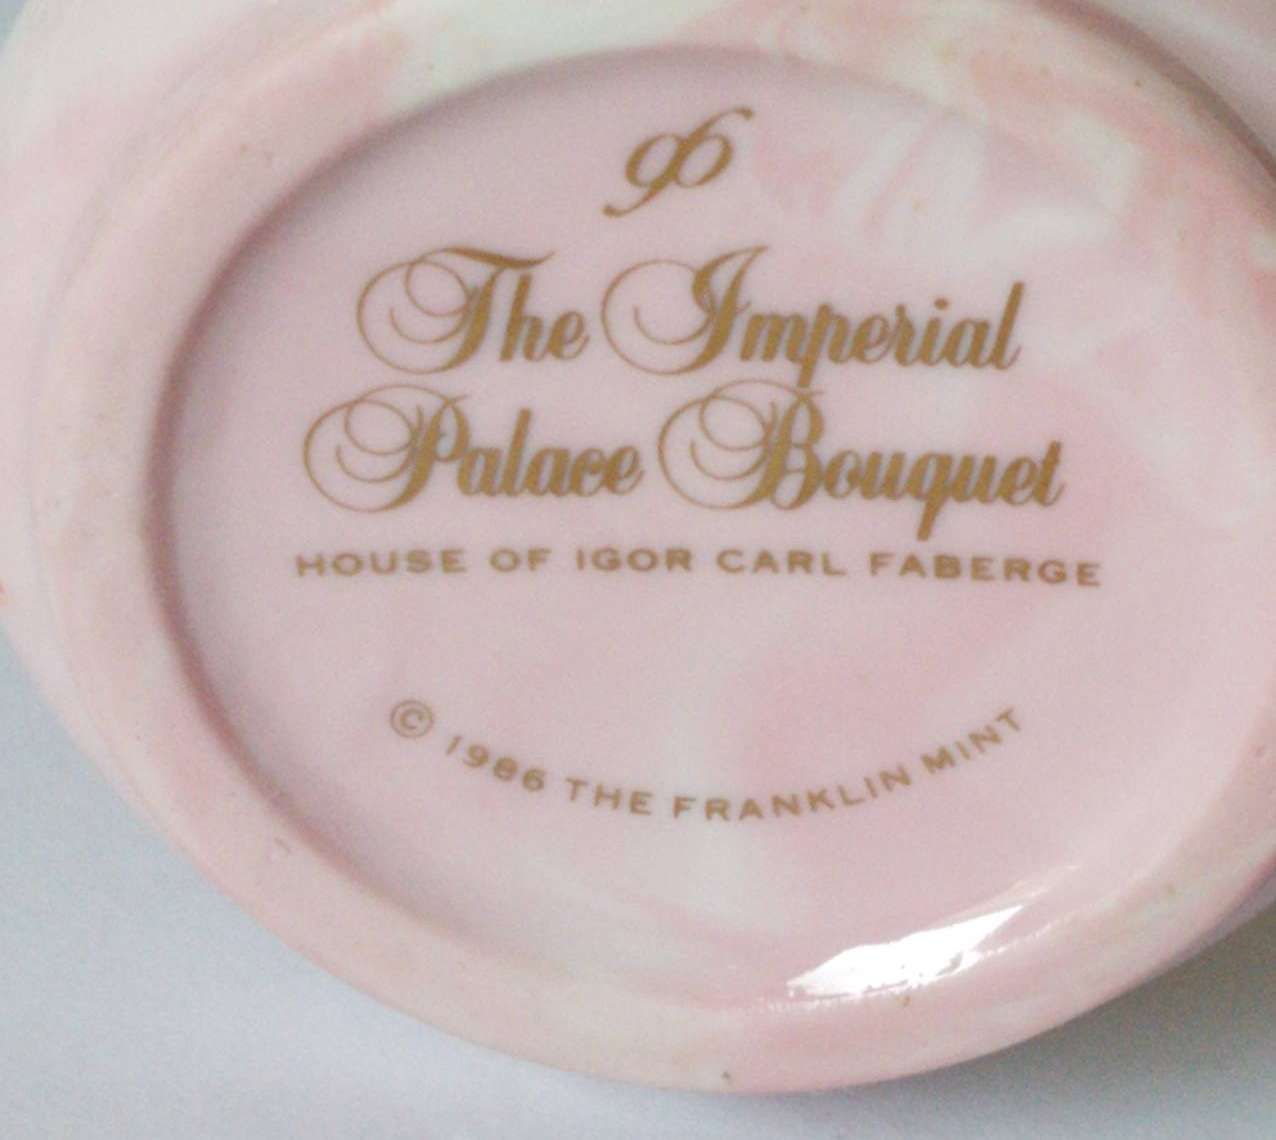 96
The Imperial
Palace Bouquet
HOUSE OF IGOR CARL FABERGE
© 1986 THE FRANKLIN MINT